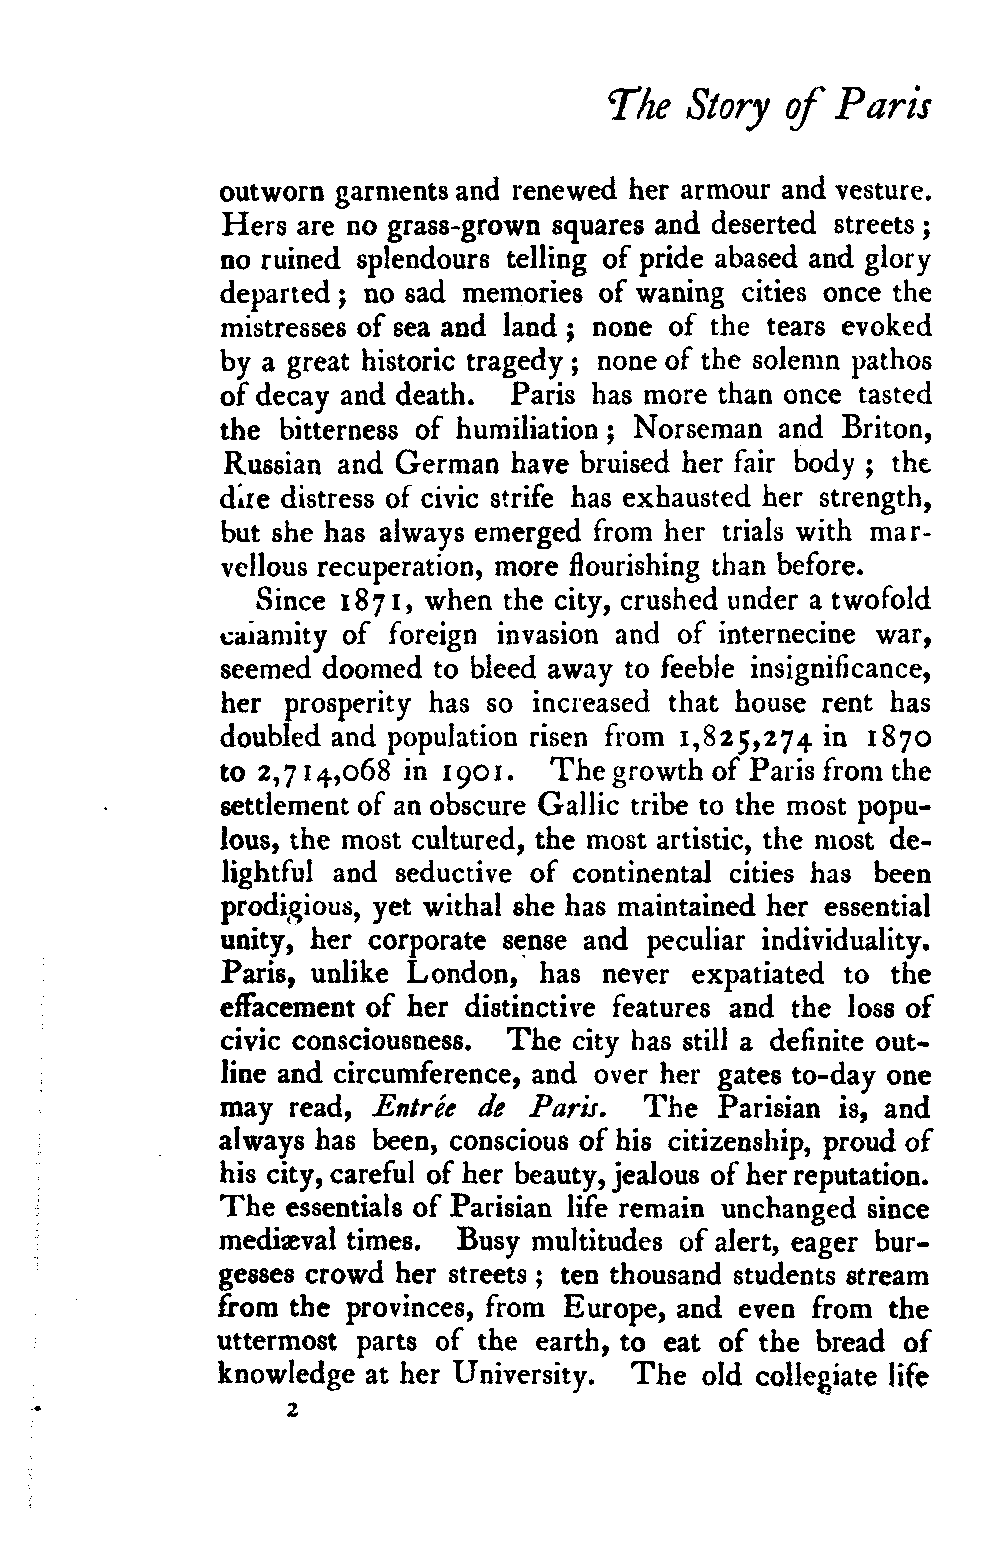 The Story of Paris
outworn garments and renewed her armour and vesture.
Hers are no grass-grown squares and deserted streets ;
no ruined splendours telling of pride abased and glory
departed ; no sad memories of waning cities once the
mistresses of sea and land ; none of the tears evoked
by a great historic tragedy ; none of the solemn pathos
of decay and death. Paris has more than once tasted
the bitterness of humiliation ; Norseman and Briton,
Russian and German have bruised her fair body ; the
dire distress of civic strife has exhausted her strength,
but she has always emerged from her trials with mar-
vellous recuperation, more flourishing than before.
Since 1871, when the city, crushed under a twofold
calamity of foreign invasion and of internecine war,
seemed doomed to bleed away to feeble insignificance,
her prosperity has so increased that house rent has
doubled and population risen from 1,825,274 in 1870
to 2,714,068 in 1901. The growth of Paris from the
settlement of an obscure Gallic tribe to the most popu-
lous, the most cultured, the most artistic, the most de-
lightful and seductive of continental cities has been
prodigious, yet withal she has maintained her essential
unity, her corporate sense and peculiar individuality.
Paris, unlike London, has never expatiated to the
effacement of her distinctive features and the loss of
civic consciousness. The city has still a definite out-
line and circumference, and over her gates to-day one
may read, Entrée de Paris. The Parisian is, and
always has been, conscious of his citizenship, proud of
his city, careful of her beauty, jealous of her reputation.
The essentials of Parisian life remain unchanged since
mediæval times. Busy multitudes of alert, eager bur-
gesses crowd her streets ; ten thousand students stream
from the provinces, from Europe, and even from the
uttermost parts of the earth, to eat of the bread of
knowledge at her University. The old collegiate life
2